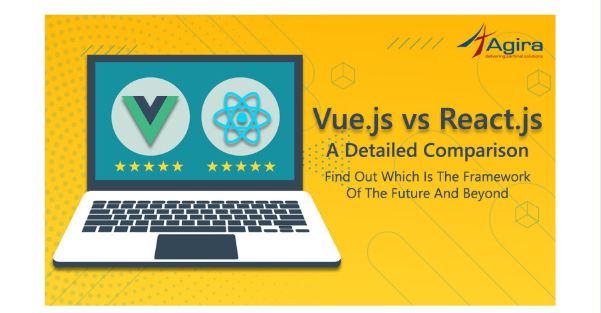 Agira
delivering partinal solutions
Vue.js vs React.js
A Detailed Comparison
Find Out Which Is The Framework
Of The Future And Beyond